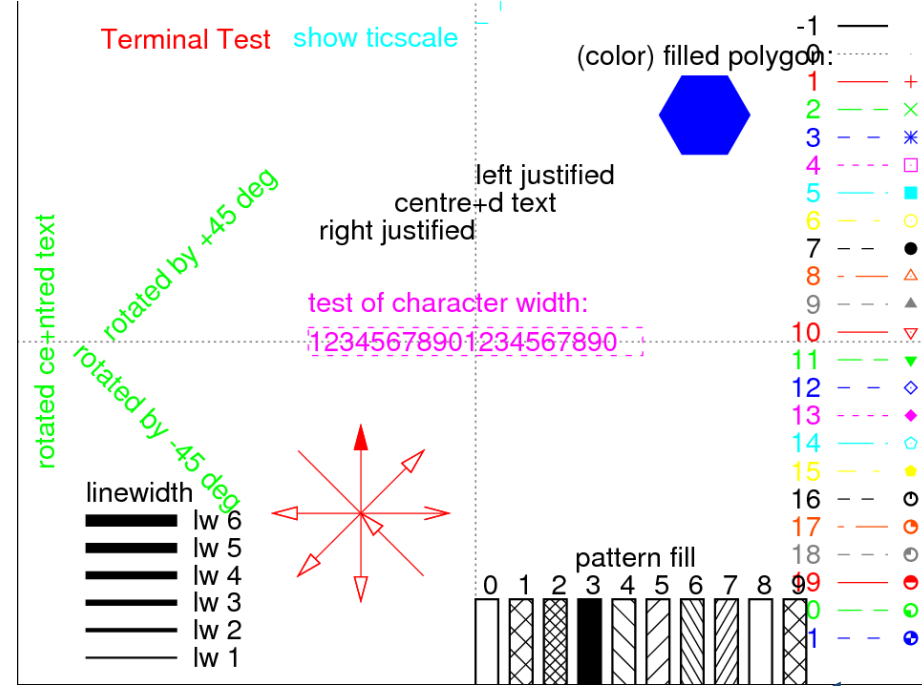 Terminal Test
show ticscale
(color) filled polygon:
left justified
centre+d text
right justified
rotated ce+ntred text
rotated by +45 deg
rotated by -45 deg
test of character width:
12345678901234567890
linewidth
lw 6
lw 5
lw 4
lw 3
lw 2
lw 1
pattern fill
0 1 2 3 4 5 6 7 8 9
-1
0
1
2
3
4
5
6
7
8
9
10
11
12
13
14
15
16
17
18
19
0
1